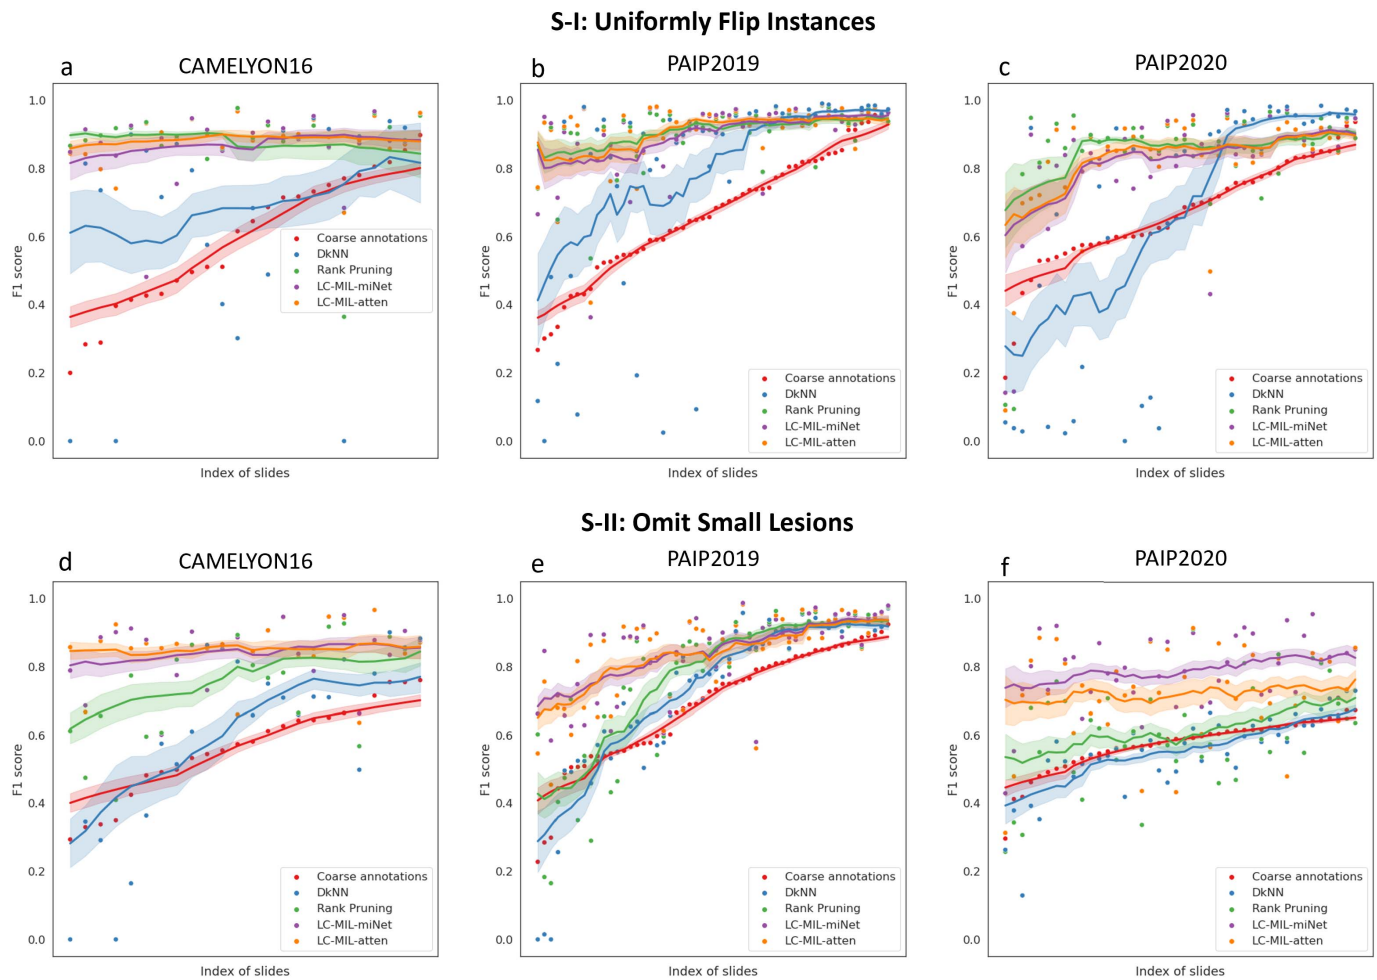 S-I: Uniformly Flip Instances
a
CAMELYON16
b
PAIP2019
c
PAIP2020
1.0
0.8
0.6
0.4
0.2
0.0
F1 score
Index of slides
Coarse annotations
DkNN
Rank Pruning
LC-MIL-miNet
LC-MIL-atten
1.0
0.8
0.6
0.4
0.2
0.0
F1 score
Index of slides
Coarse annotations
DkNN
Rank Pruning
LC-MIL-miNet
LC-MIL-atten
1.0
0.8
0.6
0.4
0.2
0.0
F1 score
Index of slides
Coarse annotations
DkNN
Rank Pruning
LC-MIL-miNet
LC-MIL-atten
S-II: Omit Small Lesions
d
CAMELYON16
e
PAIP2019
f
PAIP2020
1.0
0.8
0.6
0.4
0.2
0.0
F1 score
Index of slides
Coarse annotations
DkNN
Rank Pruning
LC-MIL-miNet
LC-MIL-atten
1.0
0.8
0.6
0.4
0.2
0.0
F1 score
Index of slides
Coarse annotations
DkNN
Rank Pruning
LC-MIL-miNet
LC-MIL-atten
1.0
0.8
0.6
0.4
0.2
0.0
F1 score
Index of slides
Coarse annotations
DkNN
Rank Pruning
LC-MIL-miNet
LC-MIL-atten